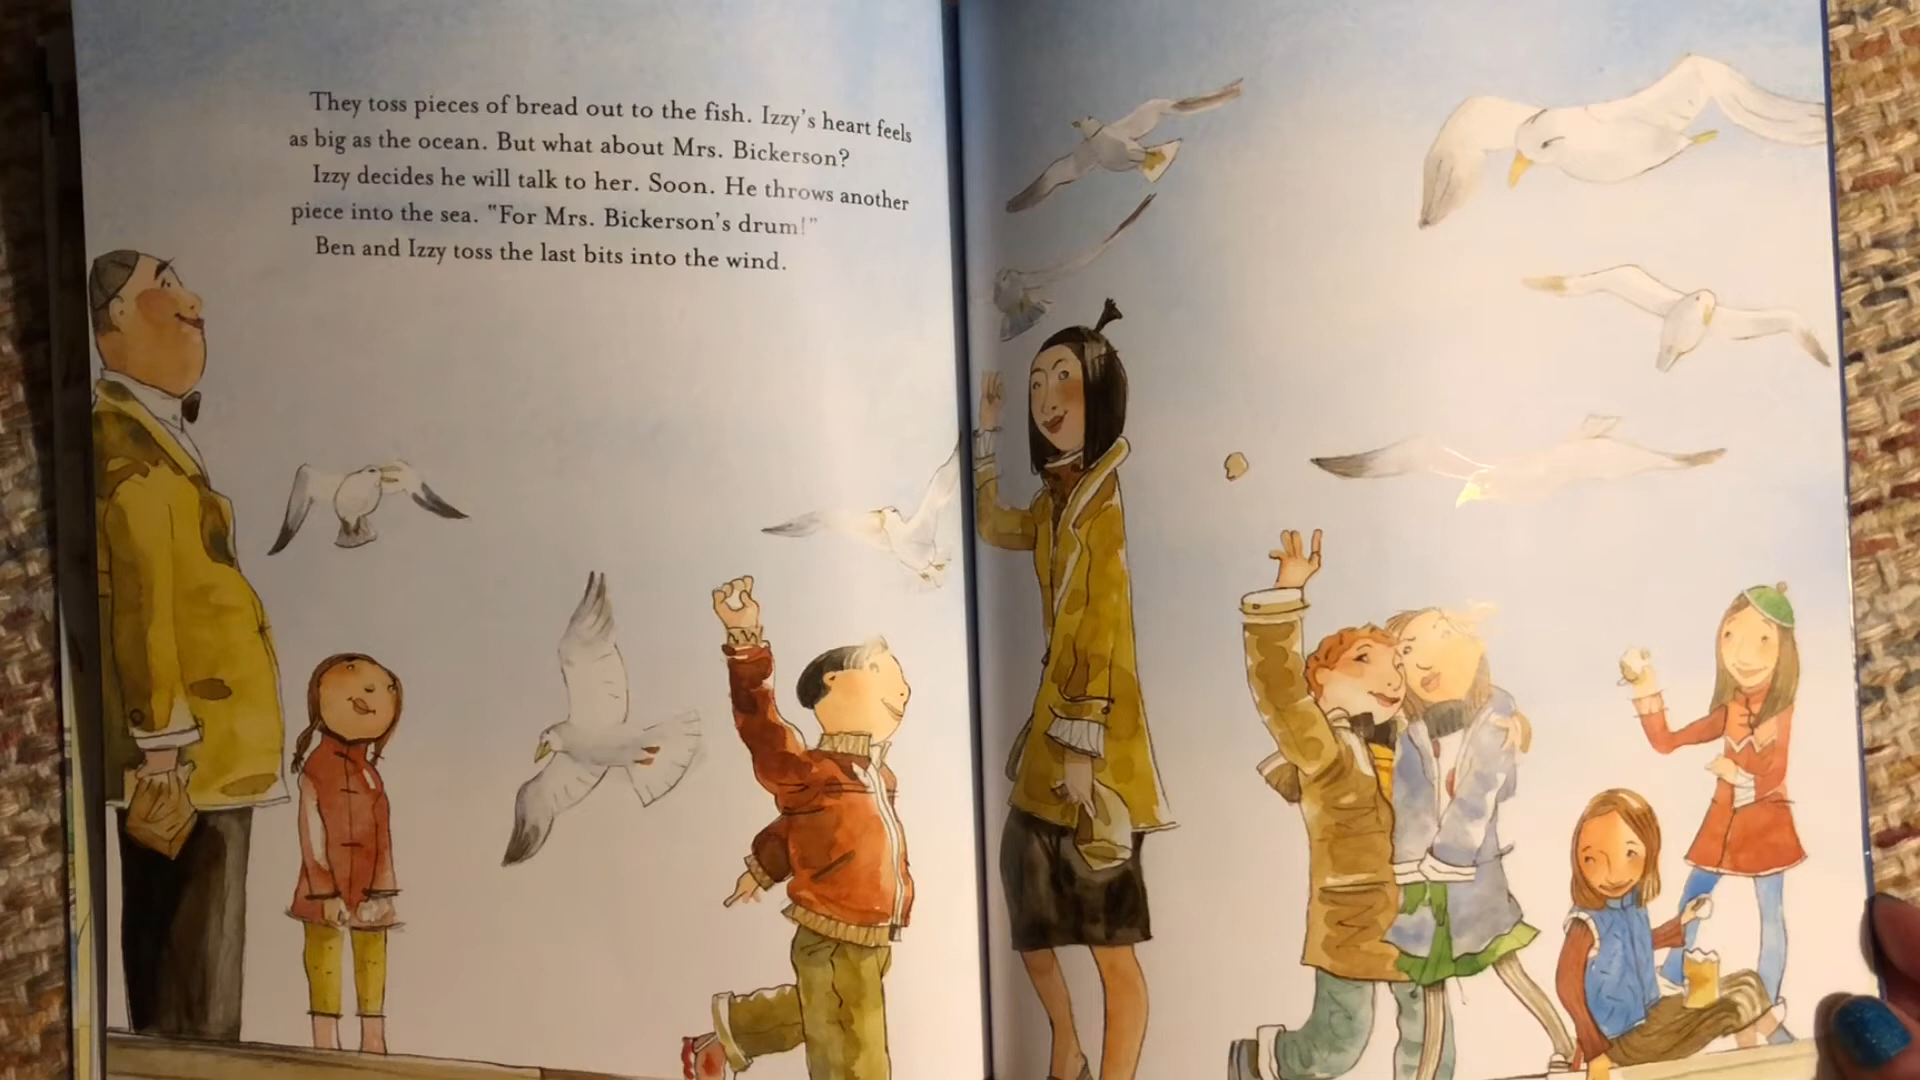 They toss pieces of bread out to the fish. Izzy's heart feels
as big as the ocean. But what about Mrs. Bickerson?
Izzy decides he will talk to her. Soon. He throws another
piece into the sea. "For Mrs. Bickerson's drum!"
Ben and Izzy toss the last bits into the wind.